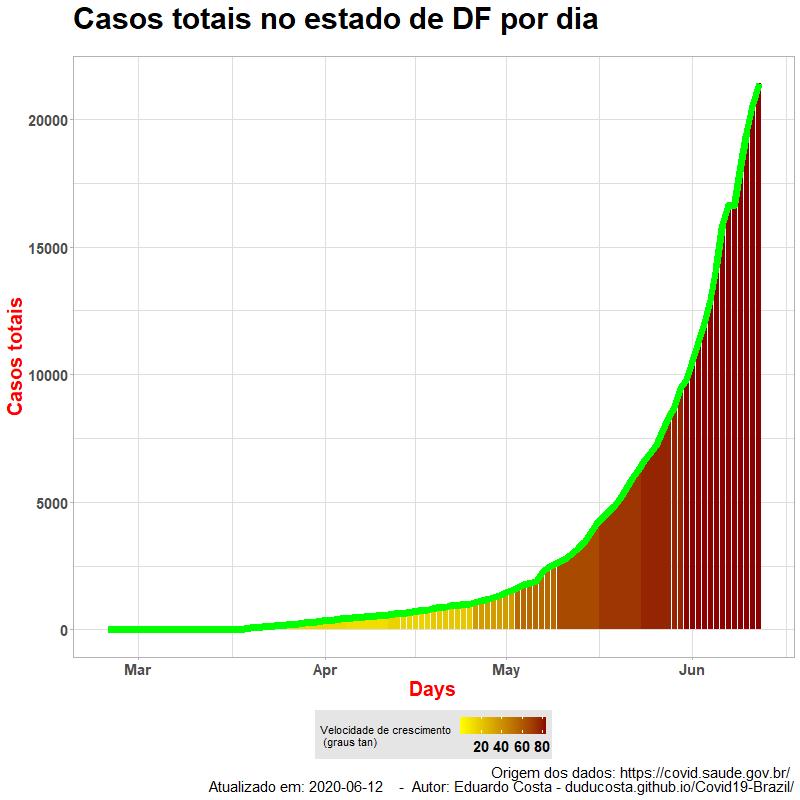 Casos totais no estado de DF por dia
Casos totais
20000
15000
10000
5000
0
Mar Apr May Jun
Days
Velocidade de crescimento
(graus tan)
20 40 60 80
Origem dos dados: https://covid.saude.gov.br/
Atualizado em: 2020-06-12 - Autor: Eduardo Costa - duducosta.github.io/Covid19-Brazil/